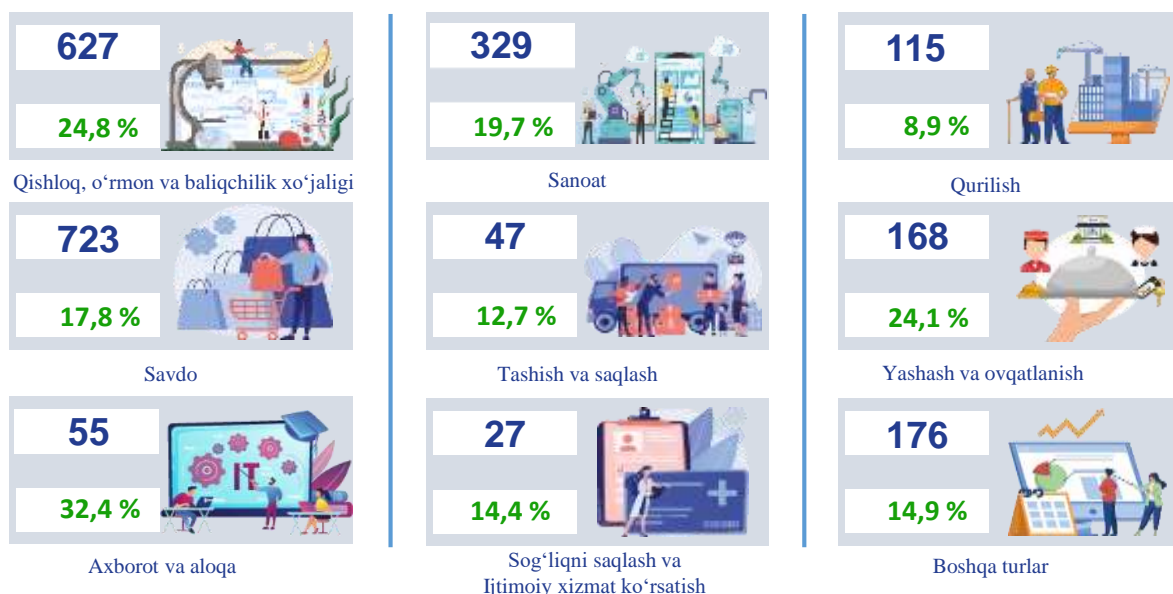 627
24,8 %
Qishloq, o‘rmon va baliqchilik xo‘jaligi
329
19,7 %
Sanoat
115
8,9 %
Qurilish
723
17,8 %
Savdo
47
12,7 %
Tashish va saqlash
168
24,1 %
Yashash va ovqatlanish
55
32,4 %
IT
Axborot va aloqa
27
14,4 %
Sog‘liqni saqlash va
Ijtimoiy xizmat ko‘rsatish
176
14,9 %
Boshqa turlar